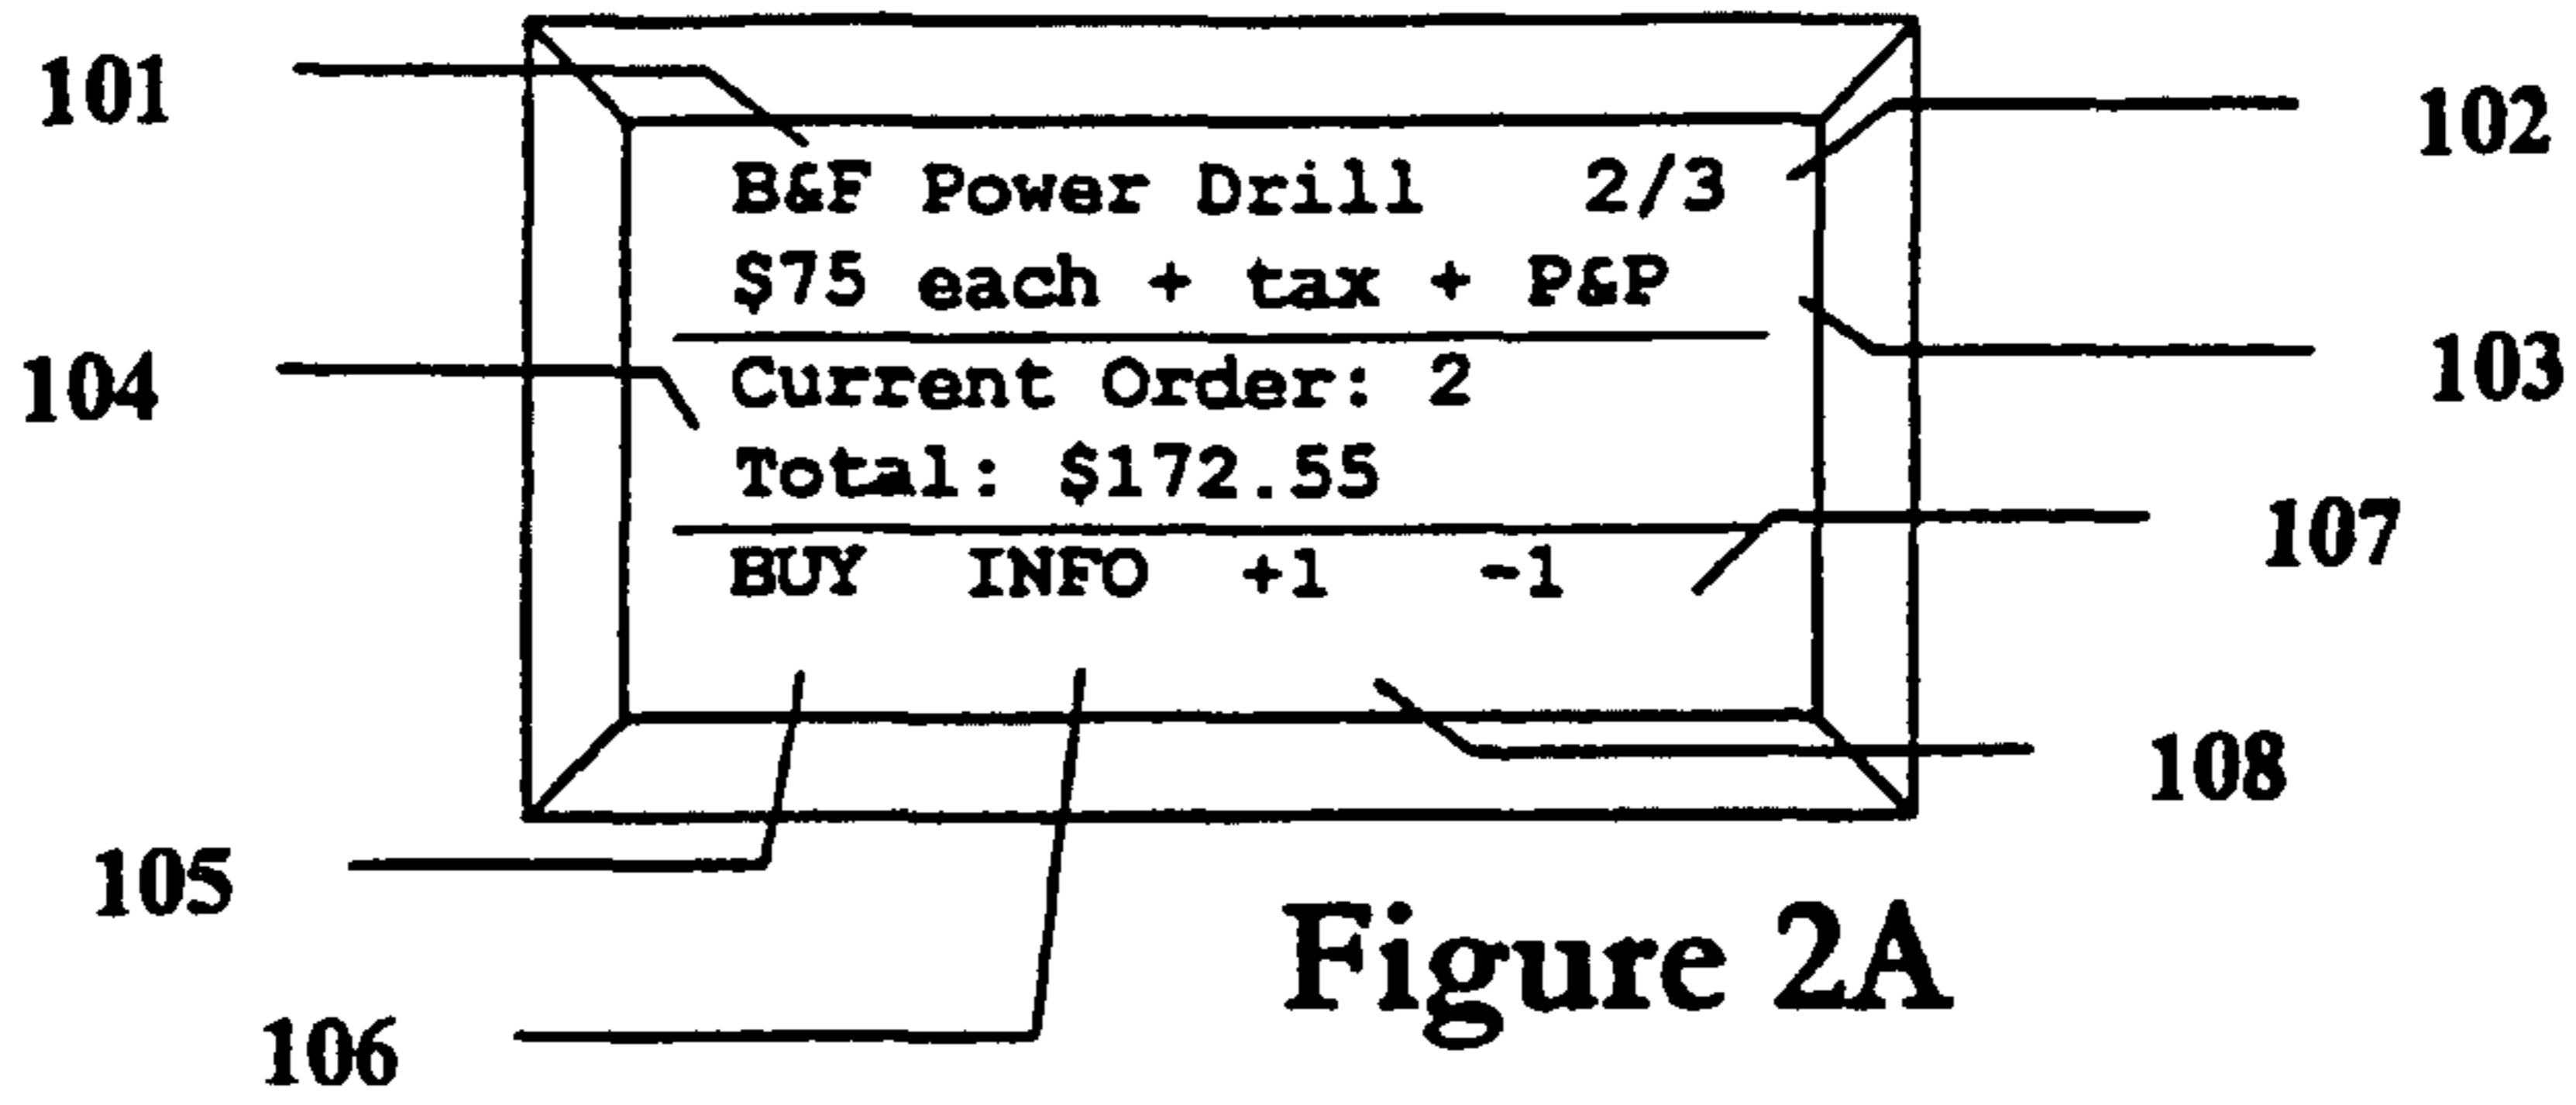 101
102
B&F Power Drill 2/3
$75 each + tax + P&P
103
104
Current Order: 2
Total: $172.55
107
BUY INFO +1 -1
108
105
Figure 2A
106